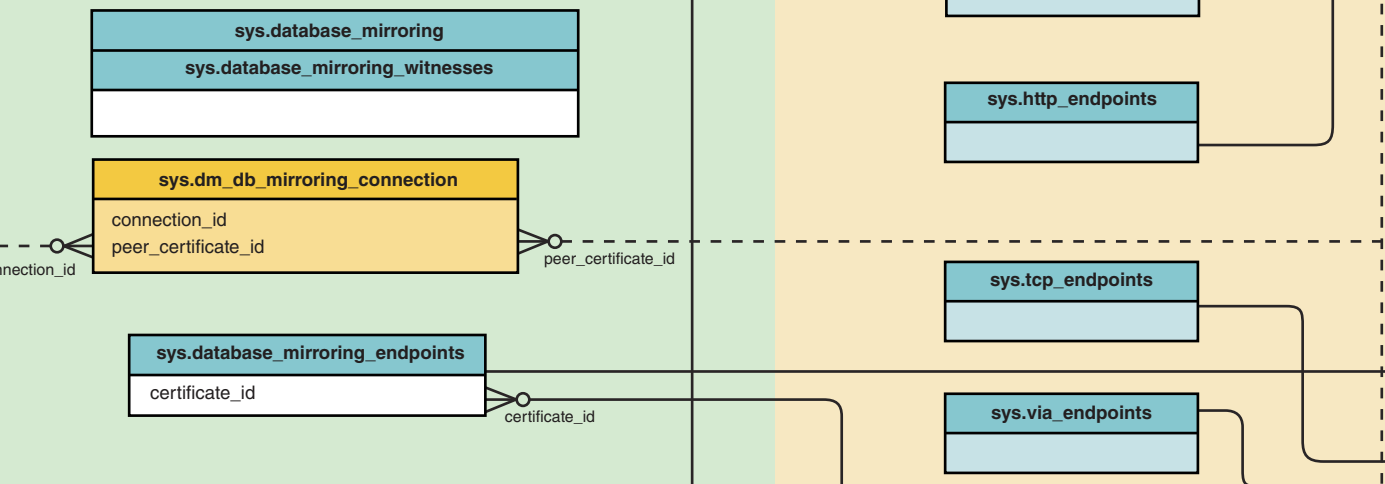 sys.database_mirroring
sys.database_mirroring_witnesses
sys.http_endpoints
sys.dm_db_mirroring_connection
connection_id
peer_certificate_id
nnection_id
peer_certificate_id
sys.tcp_endpoints
sys.database_mirroring_endpoints
certificate_id
certificate_id
sys.via_endpoints